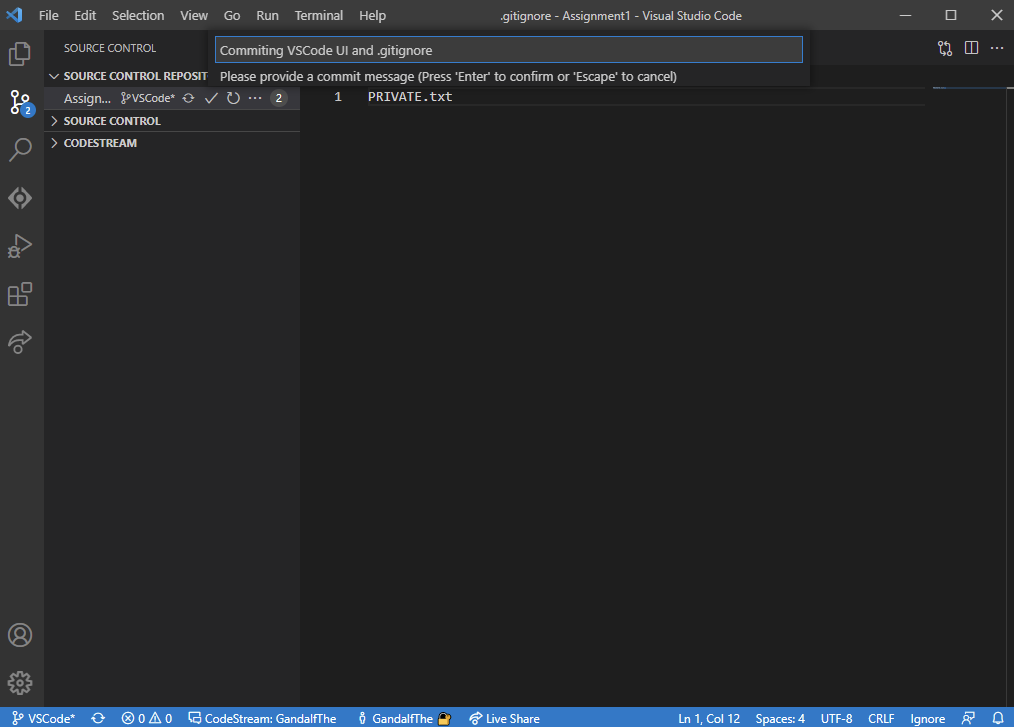 File Edit Selection View Go Run Terminal Help .gitignore - Assignment1 - Visual Studio Code
SOURCE CONTROL
Commiting VSCode UI and .gitignore
SOURCE CONTROL REPOSIT
Please provide a commit message (Press 'Enter' to confirm or 'Escape' to cancel)
Assign... VSCode* ... 2
1 PRIVATE.txt
2
SOURCE CONTROL
CODESTREAM
VSCode* 0 0 CodeStream: GandalfThe GandalfThe Live Share Ln 1, Col 12 Spaces: 4 UTF-8 CRLF Ignore